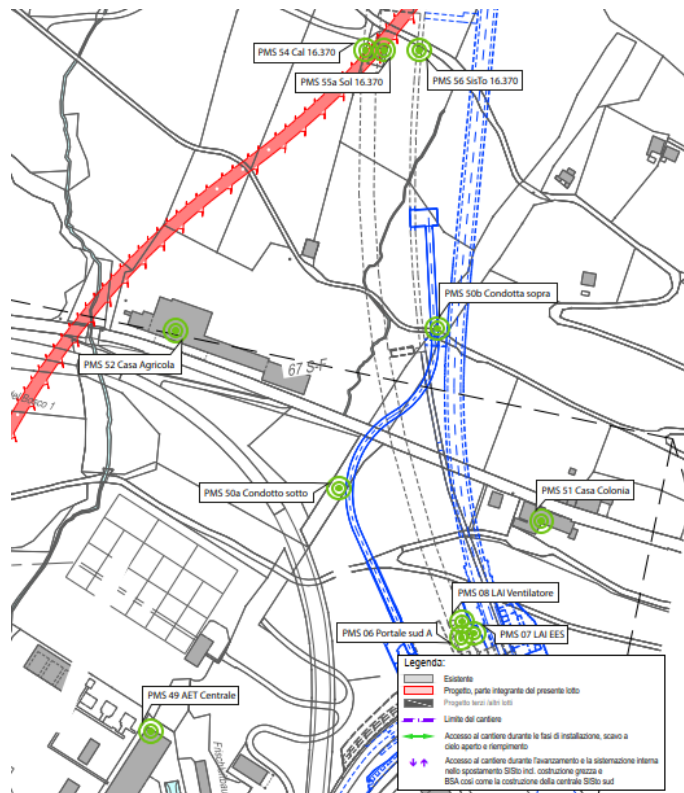 PMS 54 Cal 16.370
PMS 55a Sol 16.370
PMS 56 SisTo 16.370
PMS 50b Condotta sopra
PMS 52 Casa Agricola
67 S-F
PMS 50a Condotto sotto
PMS 51 Casa Colonia
PMS 08 LAI Ventilatore
PMS 06 Portale sud A
PMS 07 LAI EES
PMS 49 AET Centrale
Legenda:
Esistente
Progetto, parte integrante del presente lotto
Progetto terzi /altri lotti
Limite del cantiere
Accesso al cantiere durante le fasi di installazione, scavo a
cielo aperto e riempimento
Accesso al cantiere durante l'avanzamento e la sistemazione interna
nello spostamento SISto incl. costruzione grezza e
BSA così come la costruzione della centrale SISto sud